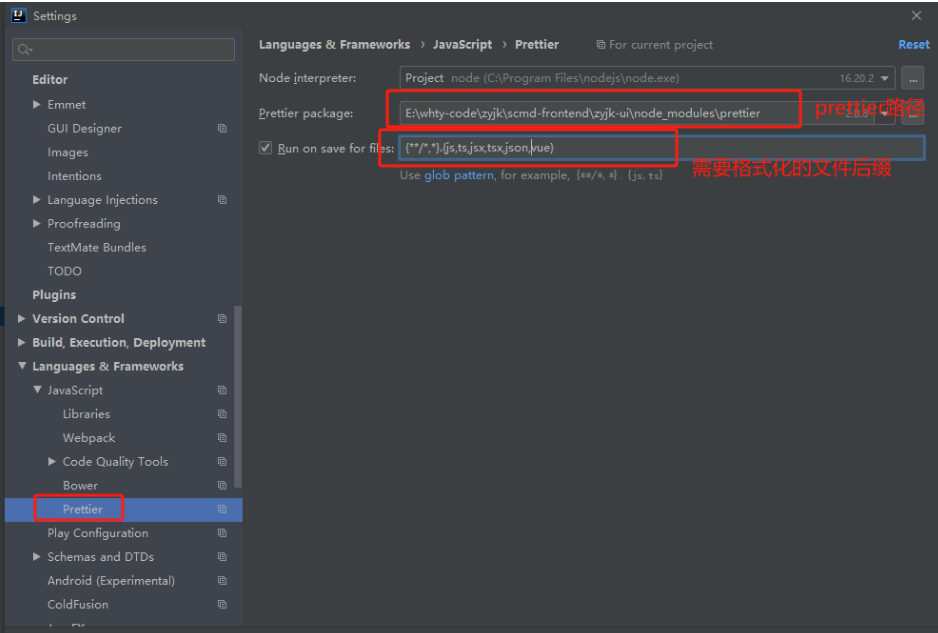 IJ Settings
Languages & Frameworks › JavaScript › Prettier For current project Reset
Editor
Emmet
GUI Designer
Images
Intentions
Language Injections
Proofreading
TextMate Bundles
TODO
Plugins
Version Control
Build, Execution, Deployment
Languages & Frameworks
JavaScript
Libraries
Webpack
Code Quality Tools
Bower
Prettier
Play Configuration
Schemas and DTDs
Android (Experimental)
ColdFusion
Node interpreter: Project node (C:\Program Files\nodejs\node.exe) 16.20.2 ...
Prettier package: E:\whty-code\zyjk\scmd-frontend\zyjk-ui\node_modules\prettier
prettier路径
Run on save for files: {**/*,*}.{js,ts,jsx,tsx,json,vue}
需要格式化的文件后缀
Use glob pattern, for example, {**/*,*}.{js,ts}